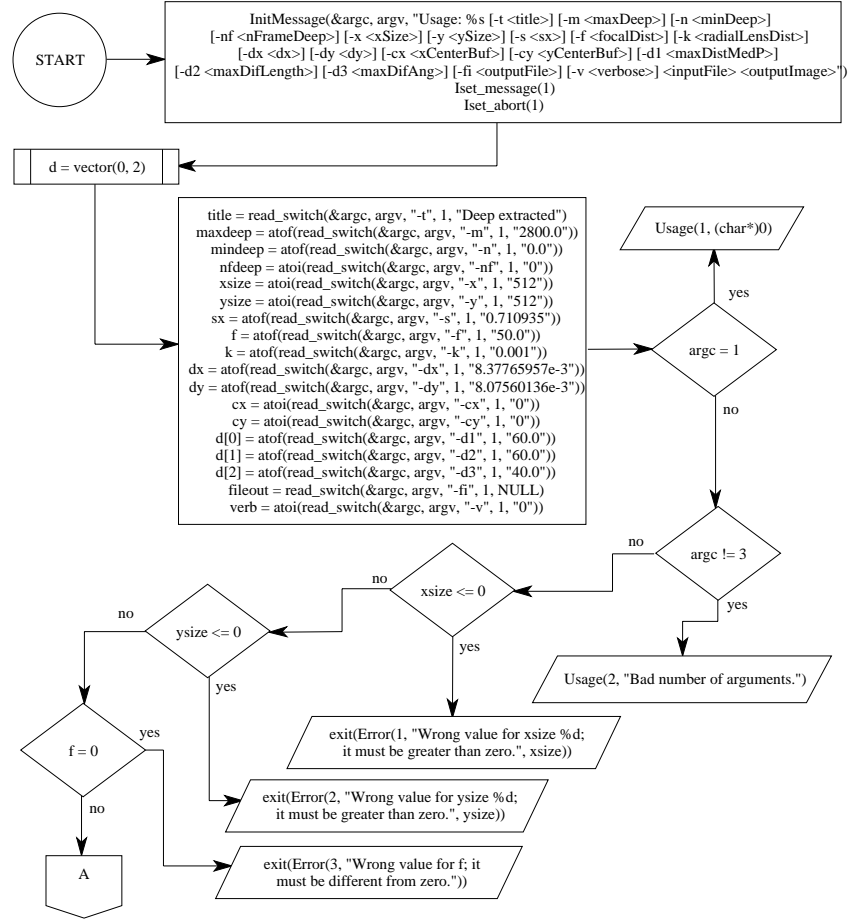 START
InitMessage(&argc, argv, "Usage: %s [-t <title>] [-m <maxDeep>] [-n <minDeep>]
[-nf <nFrameDeep>] [-x <xSize>] [-y <ySize>] [-s <sx>] [-f <focalDist>] [-k <radialLensDist>]
[-dx <dx>] [-dy <dy>] [-cx <xCenterBuf>] [-cy <yCenterBuf>] [-d1 <maxDistMedP>]
[-d2 <maxDifLength>] [-d3 <maxDifAng>] [-fi <outputFile>] [-v <verbose>] <inputFile> <outputImage>")
Iset_message(1)
Iset_abort(1)
d = vector(0, 2)
title = read_switch(&argc, argv, "-t", 1, "Deep extracted")
maxdeep = atof(read_switch(&argc, argv, "-m", 1, "2800.0"))
mindeep = atof(read_switch(&argc, argv, "-n", 1, "0.0"))
nfdeep = atoi(read_switch(&argc, argv, "-nf", 1, "0"))
xsize = atoi(read_switch(&argc, argv, "-x", 1, "512"))
ysize = atoi(read_switch(&argc, argv, "-y", 1, "512"))
sx = atof(read_switch(&argc, argv, "-s", 1, "0.710935"))
f = atof(read_switch(&argc, argv, "-f", 1, "50.0"))
k = atof(read_switch(&argc, argv, "-k", 1, "0.001"))
dx = atof(read_switch(&argc, argv, "-dx", 1, "8.37765957e-3"))
dy = atof(read_switch(&argc, argv, "-dy", 1, "8.07560136e-3"))
cx = atoi(read_switch(&argc, argv, "-cx", 1, "0"))
cy = atoi(read_switch(&argc, argv, "-cy", 1, "0"))
d[0] = atof(read_switch(&argc, argv, "-d1", 1, "60.0"))
d[1] = atof(read_switch(&argc, argv, "-d2", 1, "60.0"))
d[2] = atof(read_switch(&argc, argv, "-d3", 1, "40.0"))
fileout = read_switch(&argc, argv, "-fi", 1, NULL)
verb = atoi(read_switch(&argc, argv, "-v", 1, "0"))
Usage(1, (char*)0)
yes
argc = 1
no
argc != 3
no
yes
Usage(2, "Bad number of arguments.")
xsize <= 0
no
yes
exit(Error(1, "Wrong value for xsize %d;
it must be greater than zero.", xsize))
ysize <= 0
no
yes
exit(Error(2, "Wrong value for ysize %d;
it must be greater than zero.", ysize))
f = 0
yes
no
exit(Error(3, "Wrong value for f; it
must be different from zero."))
A